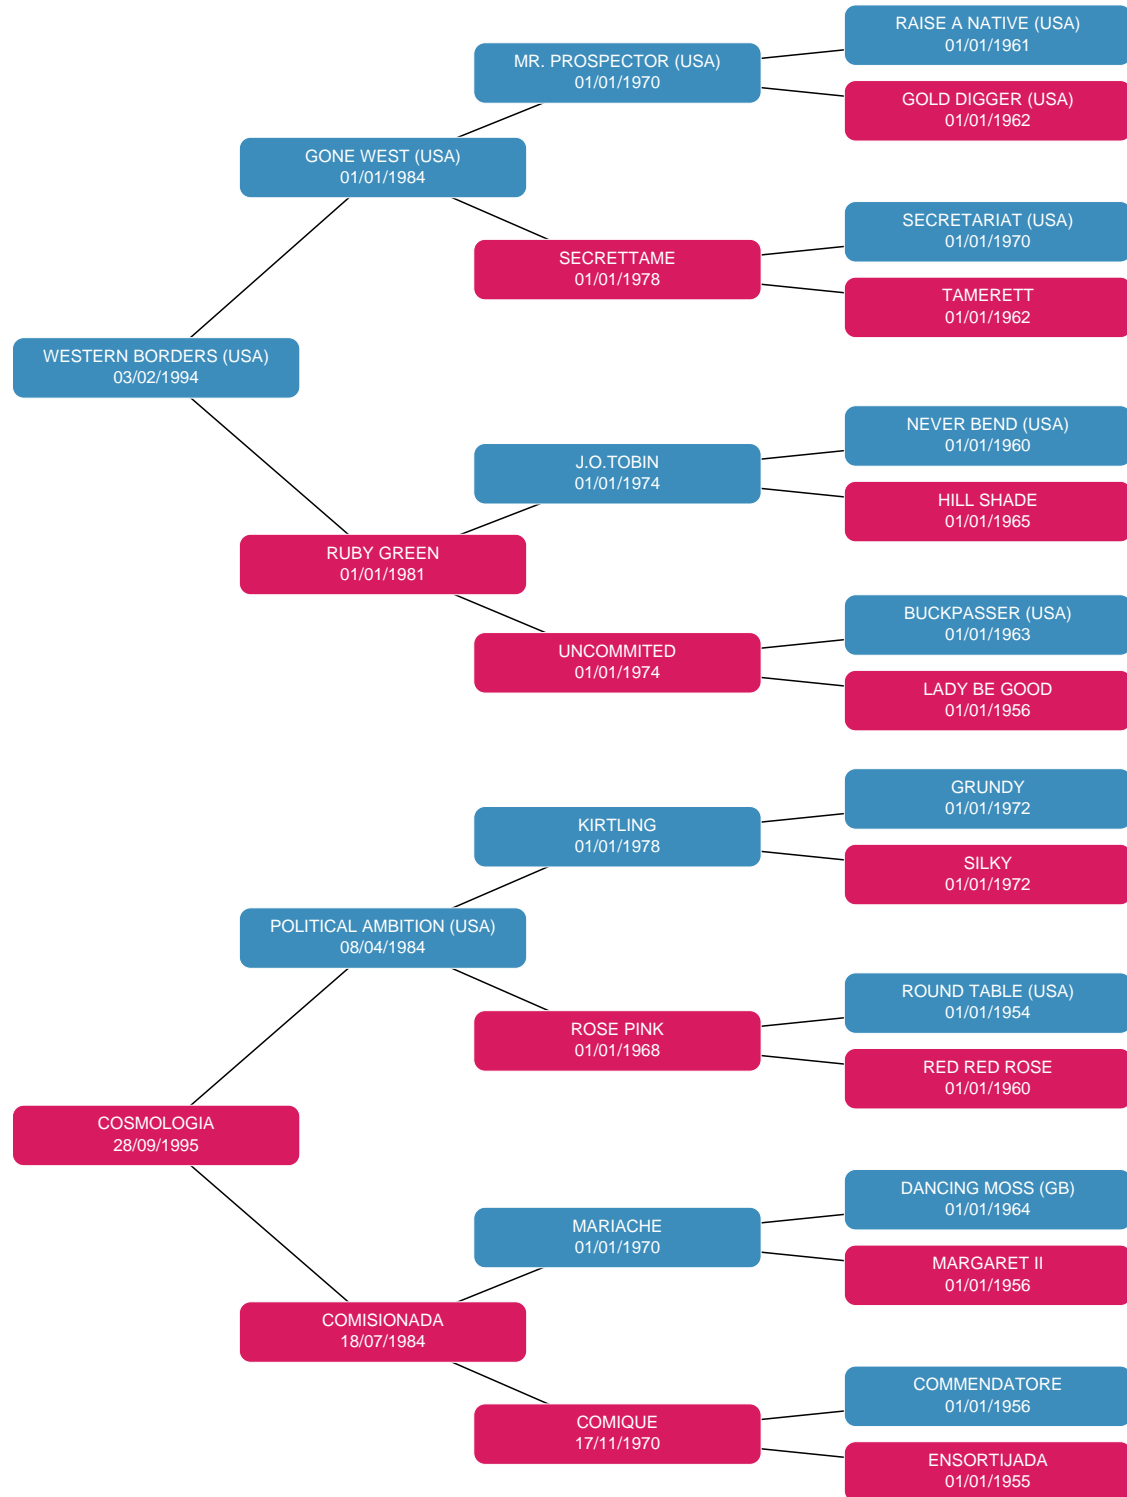 RAISE A NATIVE (USA)
01/01/1961
MR. PROSPECTOR (USA)
01/01/1970
GOLD DIGGER (USA)
01/01/1962
GONE WEST (USA)
01/01/1984
SECRETARIAT (USA)
01/01/1970
SECRETTAME
01/01/1978
TAMERETT
01/01/1962
WESTERN BORDERS (USA)
03/02/1994
NEVER BEND (USA)
01/01/1960
J.O.TOBIN
01/01/1974
HILL SHADE
01/01/1965
RUBY GREEN
01/01/1981
BUCKPASSER (USA)
01/01/1963
UNCOMMITED
01/01/1974
LADY BE GOOD
01/01/1956
GRUNDY
01/01/1972
KIRTLING
01/01/1978
SILKY
01/01/1972
POLITICAL AMBITION (USA)
08/04/1984
ROUND TABLE (USA)
01/01/1954
ROSE PINK
01/01/1968
RED RED ROSE
01/01/1960
COSMOLOGIA
28/09/1995
DANCING MOSS (GB)
01/01/1964
MARIACHE
01/01/1970
MARGARET II
01/01/1956
COMISIONADA
18/07/1984
COMMENDATORE
01/01/1956
COMIQUE
17/11/1970
ENSORTIJADA
01/01/1955